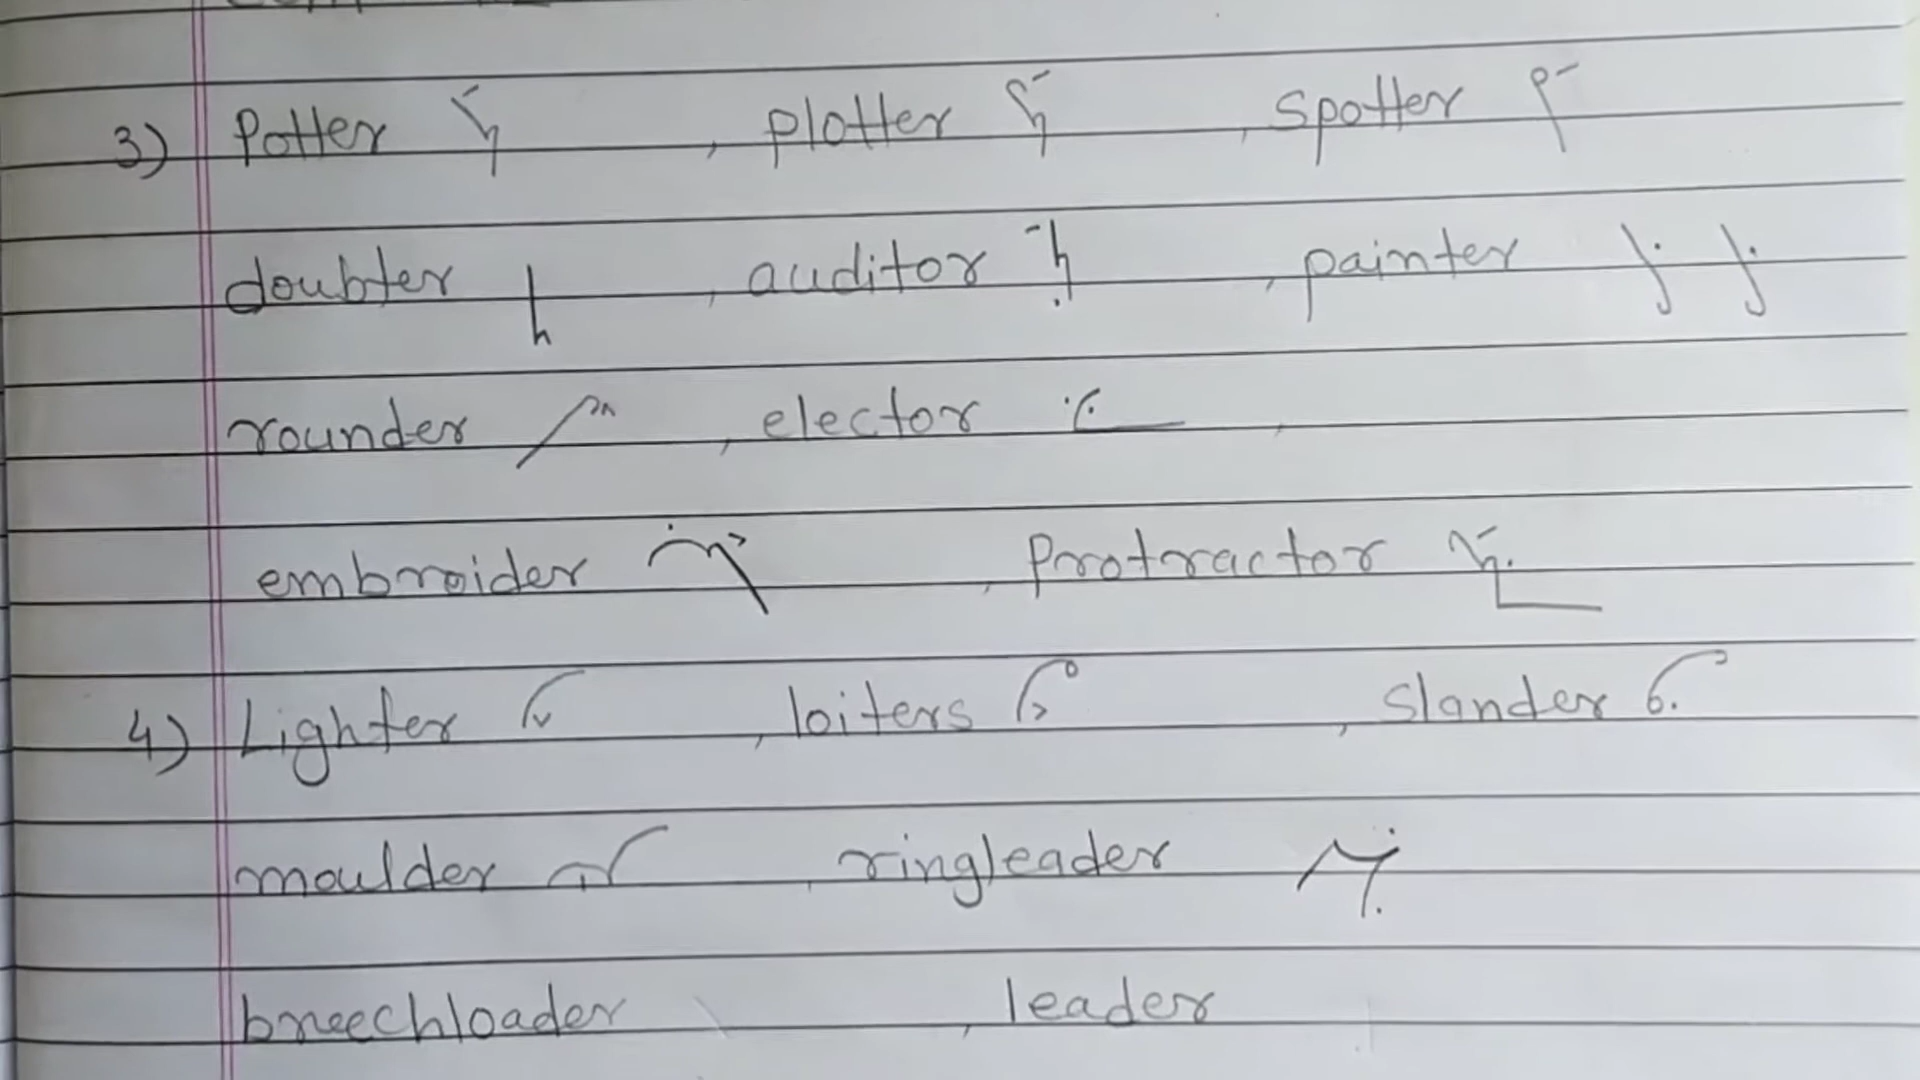 3) Potter , plotter , spotter
doubter , auditor , painter
rounder , elector ,
embroider , Protractor
4) Lighter , loiters , slander
moulder , ringleader
breechloader , leader